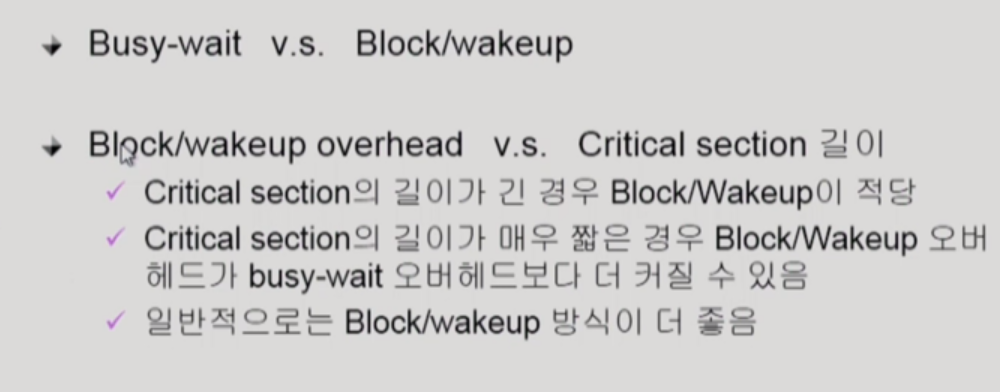 Busy-wait v.s. Block/wakeup
Block/wakeup overhead v.s. Critical section 길이
Critical section의 길이가 긴 경우 Block/Wakeup이 적당
Critical section의 길이가 매우 짧은 경우 Block/Wakeup 오버
헤드가 busy-wait 오버헤드보다 더 커질 수 있음
일반적으로는 Block/wakeup 방식이 더 좋음